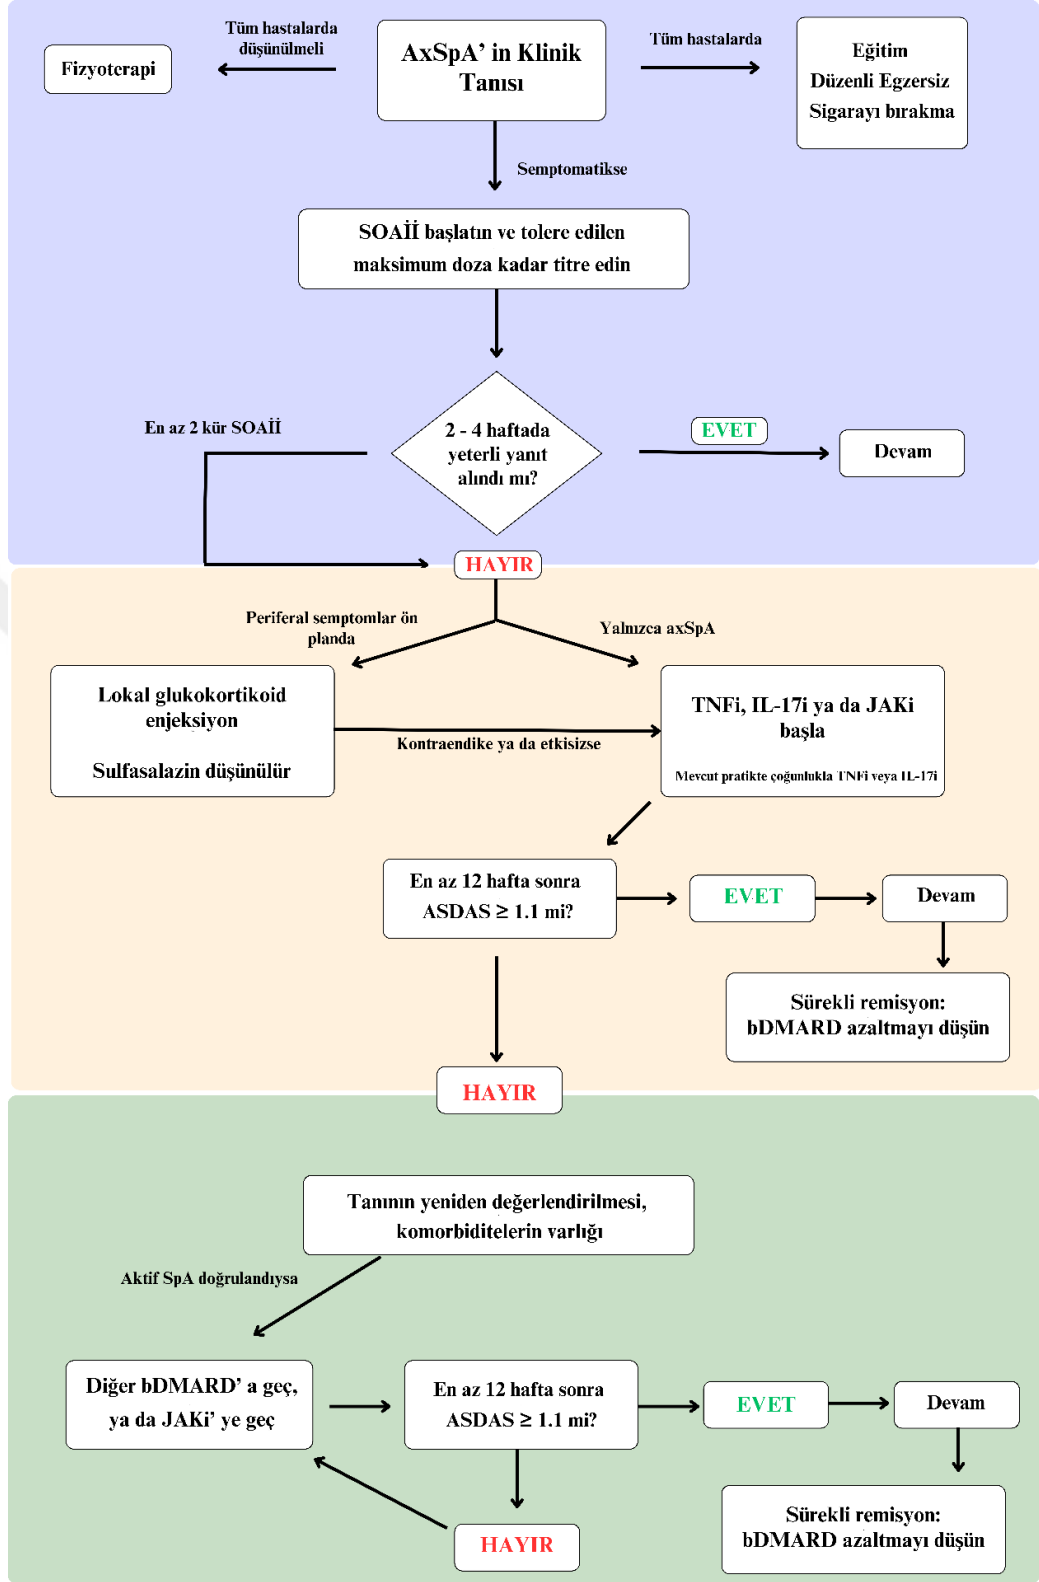 Tüm hastalarda
düşünülmeli
Fizyoterapi
AxSpA’ in Klinik
Tanısı
Tüm hastalarda
Eğitim
Düzenli Egzersiz
Sigarayı bırakma
Semptomatikse
SOAİİ başlatın ve tolere edilen
maksimum doza kadar titre edin
En az 2 kür SOAİİ
2 - 4 haftada
yeterli yanıt
alındı mı?
EVET
Devam
HAYIR
Periferal semptomlar ön
planda
Yalnızca axSpA
Lokal glukokortikoid
enjeksiyon
Sulfasalazin düşünülür
Kontraendike ya da etkisizse
TNFi, IL-17i ya da JAKi
başla
Mevcut pratikte çoğunlukla TNFi veya IL-17i
En az 12 hafta sonra
ASDAS ≥ 1.1 mi?
EVET
Devam
Sürekli remisyon:
bDMARD azaltmayı düşün
HAYIR
Tanının yeniden değerlendirilmesi,
komorbiditelerin varlığı
Aktif SpA doğrulandıysa
Diğer bDMARD’ a geç,
ya da JAKi’ ye geç
En az 12 hafta sonra
ASDAS ≥ 1.1 mi?
EVET
Devam
Sürekli remisyon:
bDMARD azaltmayı düşün
HAYIR